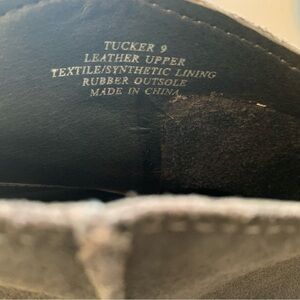 TUCKER 9
LEATHER UPPER
TEXTILE/SYNTHETIC LINING
RUBBER OUTSOLE
MADE IN CHINA